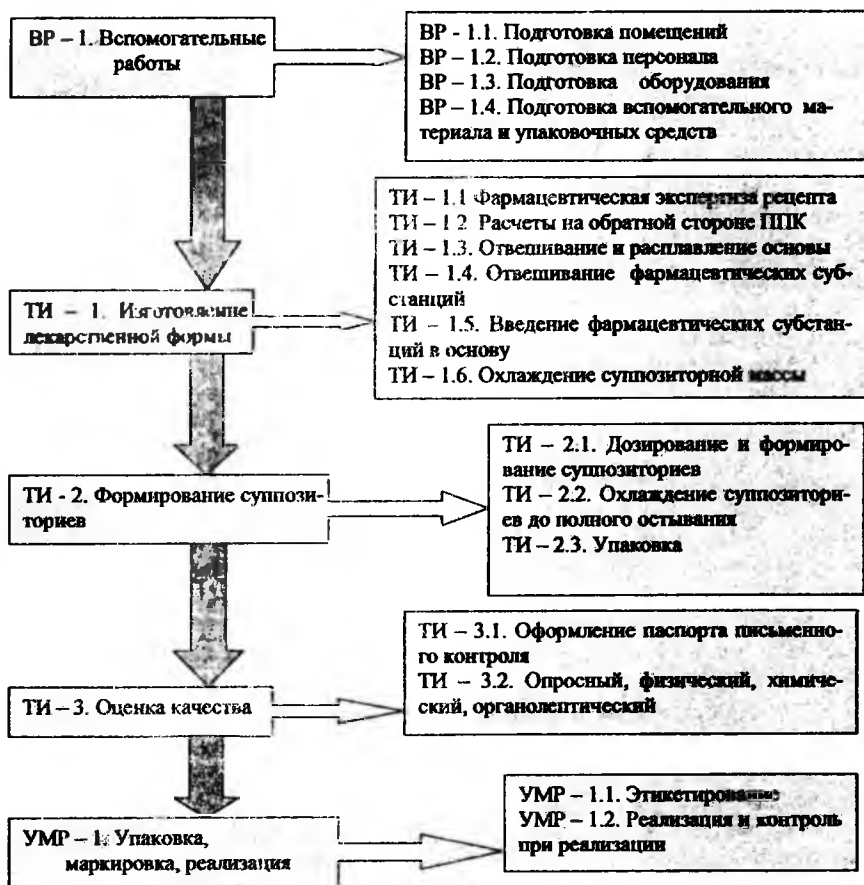 ВР – 1. Вспомогательные
работы
ВР - 1.1. Подготовка помещений
ВР – 1.2. Подготовка персонала
ВР – 1.3. Подготовка оборудования
ВР – 1.4. Подготовка вспомогательного ма-
териала и упаковочных средств
ТИ – 1. Изготовление
лекарственной формы
ТИ – 1.1 Фармацевтическая экспертиза рецепта
ТИ – 1.2. Расчеты на обратной стороне ППК
ТИ – 1.3. Отвешивание и расплавление основы
ТИ – 1.4. Отвешивание фармацевтических суб-
станций
ТИ – 1.5. Введение фармацевтических субстан-
ций в основу
ТИ – 1.6. Охлаждение суппозиторной массы
ТИ - 2. Формирование суппози-
ториев
ТИ – 2.1. Дозирование и формиро-
вание суппозиториев
ТИ – 2.2. Охлаждение суппозитори-
ев до полного остывания
ТИ – 2.3. Упаковка
ТИ – 3. Оценка качества
ТИ – 3.1. Оформление паспорта письменно-
го контроля
ТИ – 3.2. Опросный, физический, химиче-
ский, органолептический
УМР – 1. Упаковка,
маркировка, реализация
УМР – 1.1. Этикетирование
УМР – 1.2. Реализация и контроль
при реализации